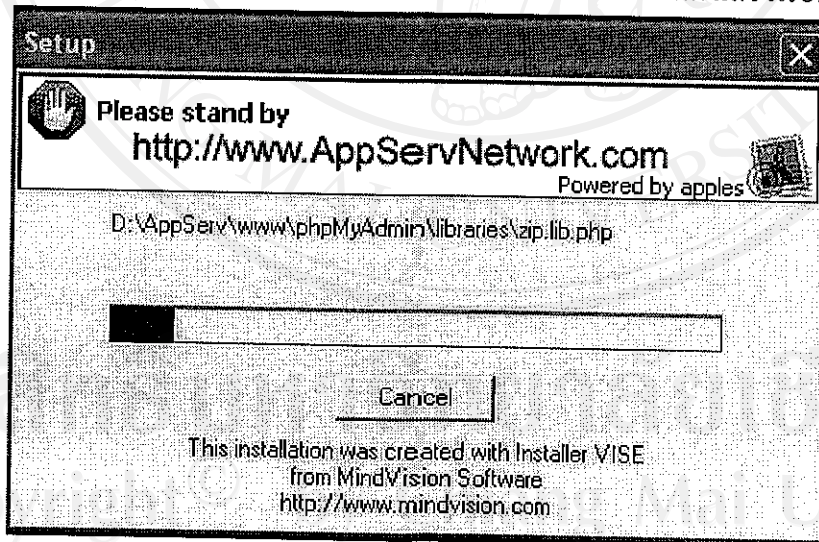 Setup
Please stand by
http://www.AppServNetwork.com
Powered by apples
D:\AppServ\www\phpMyAdmin\libraries\zip.lib.php
Cancel
This installation was created with Installer VISE
from MindVision Software
http://www.mindvision.com